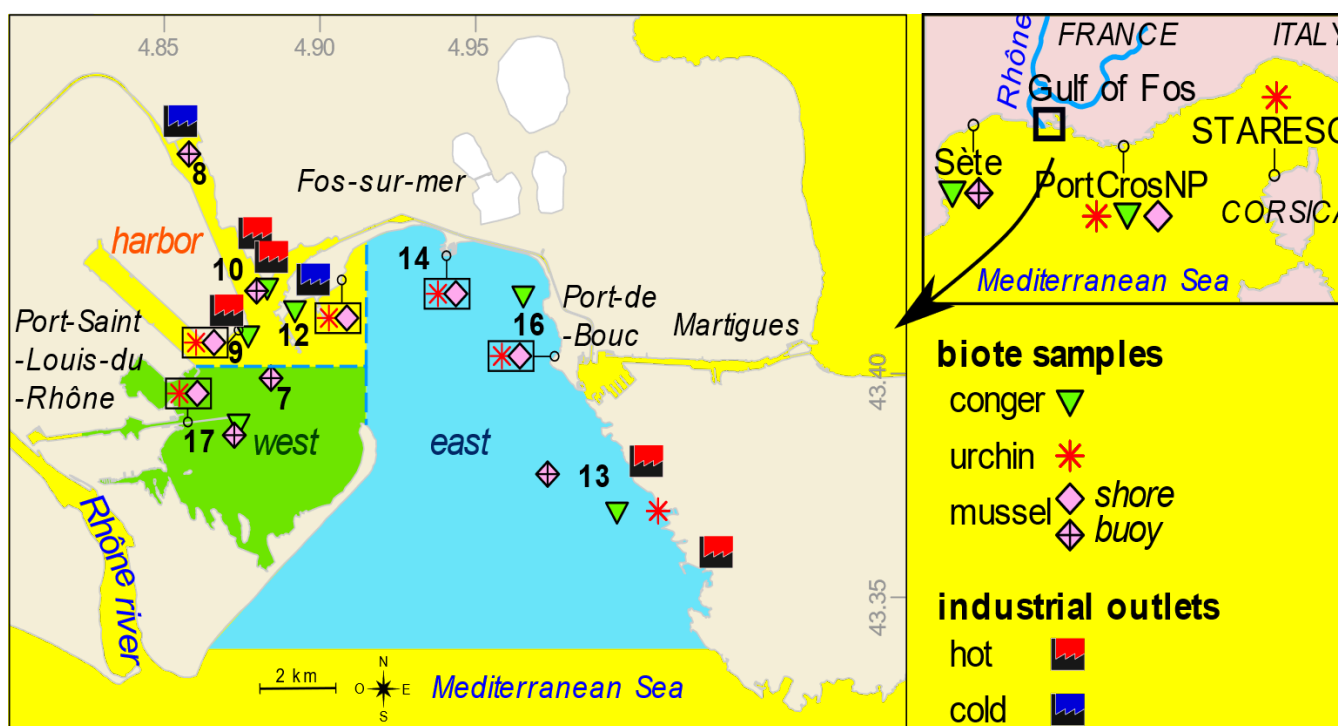 4.85
4.90
4.95
8
Fos-sur-mer
harbor
10
14
12
9
16
Port-de
-Bouc
Martigues
Port-Saint
-Louis-du
-Rhône
43.40
7
17
west
east
13
Rhône river
43.35
2 km
N
O
E
S
Mediterranean Sea
Rhône
FRANCE
ITALY
Gulf of Fos
STARESO
Sète
PortCrosNP
CORSICA
Mediterranean Sea
biote samples
conger
urchin
mussel
shore
buoy
industrial outlets
hot
cold